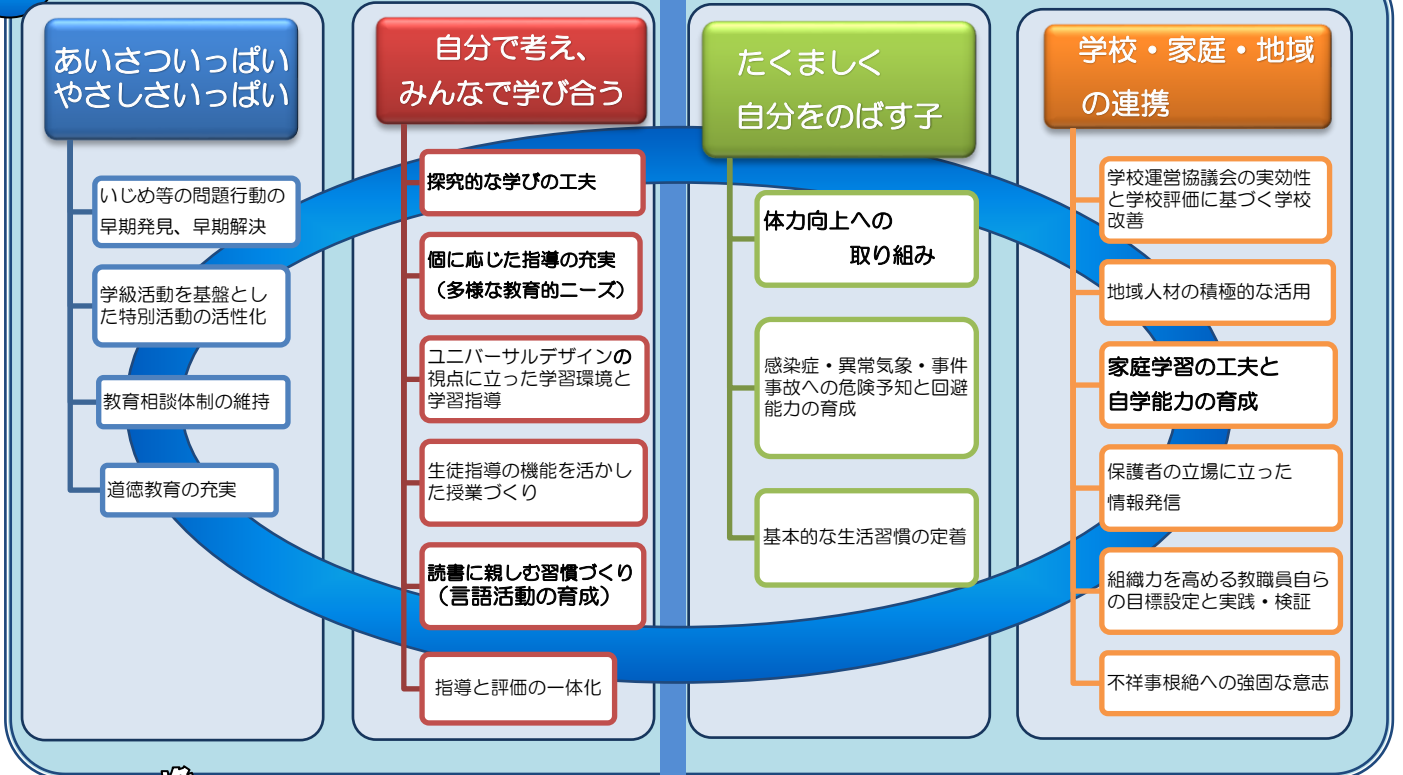 あいさついっぱい
やさしさいっぱい
いじめ等の問題行動の
早期発見、早期解決
学級活動を基盤とし
た特別活動の活性化
教育相談体制の維持
道徳教育の充実
自分で考え、
みんなで学び合う
探究的な学びの工夫
個に応じた指導の充実
（多様な教育的ニーズ）
ユニバーサルデザインの
視点に立った学習環境と
学習指導
生徒指導の機能を活かし
た授業づくり
読書に親しむ習慣づくり
（言語活動の育成）
指導と評価の一体化
たくましく
自分をのばす子
体力向上への
取り組み
感染症・異常気象・事件
事故への危険予知と回避
能力の育成
基本的な生活習慣の定着
学校・家庭・地域
の連携
学校運営協議会の実効性
と学校評価に基づく学校
改善
地域人材の積極的な活用
家庭学習の工夫と
自学能力の育成
保護者の立場に立った
情報発信
組織力を高める教職員自ら
の目標設定と実践・検証
不祥事根絶への強固な意志